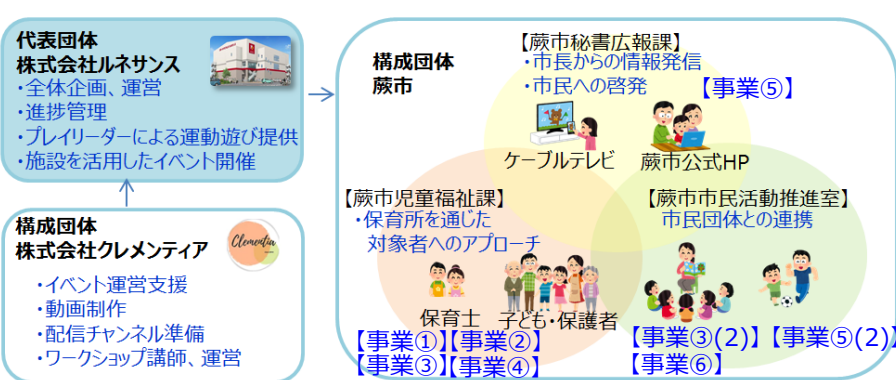 代表団体
株式会社ルネサンス
・全体企画、運営
・進捗管理
・プレイリーダーによる運動遊び提供
・施設を活用したイベント開催
構成団体
株式会社クレメンティア
Clementia
・イベント運営支援
・動画制作
・配信チャンネル準備
・ワークショップ講師、運営
構成団体
蕨市
【蕨市秘書広報課】
・市長からの情報発信
・市民への啓発
【事業⑤】
ケーブルテレビ
蕨市公式HP
【蕨市児童福祉課】
・保育所を通じた
対象者へのアプローチ
保育士
子ども・保護者
【事業①】【事業②】
【事業③】【事業④】
【蕨市市民活動推進室】
市民団体との連携
【事業③(2)】【事業⑤(2)】
【事業⑥】